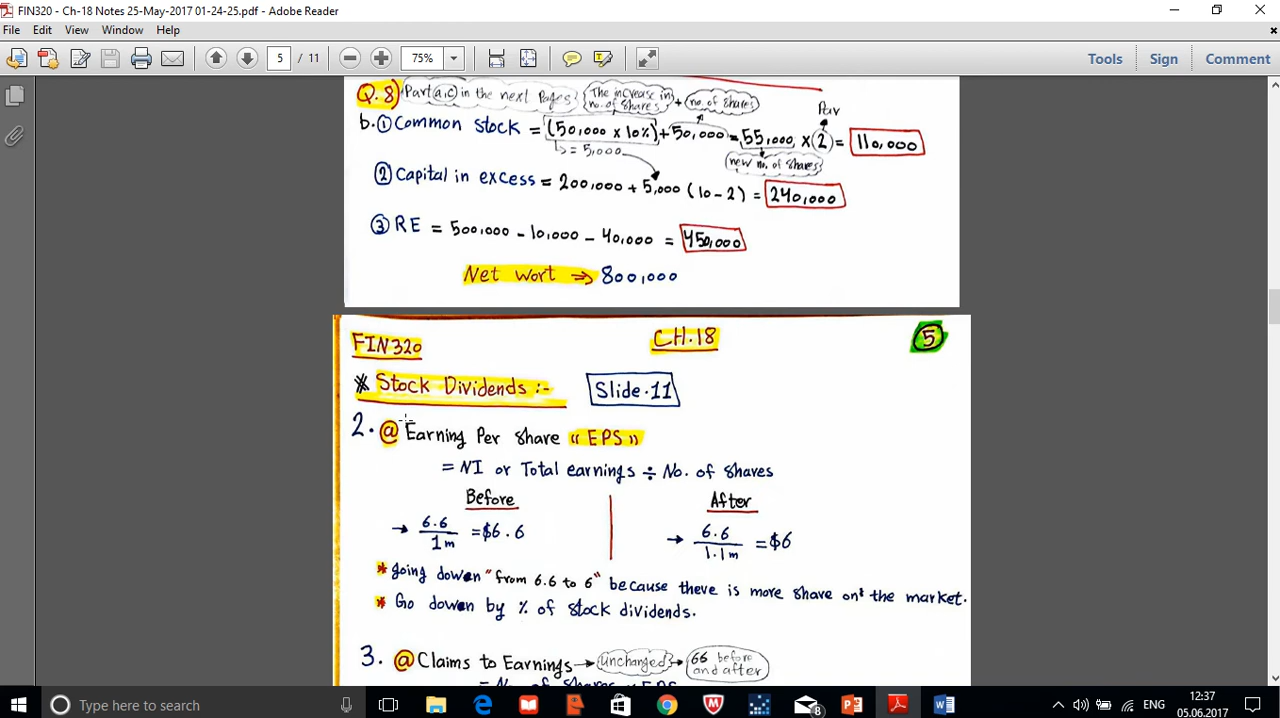 FIN320 - Ch-18 Notes 25-May-2017 01-24-25.pdf - Adobe Reader
File Edit View Window Help
5 / 11 75% Tools Sign Comment
Q.8) Part (a,c) in the next Pages The increase in no. of shares + no. of shares
Par
b. ① Common Stock = (50,000 x 10%) + 50,000 = 55,000 x (2) = 110,000
↳ = 5,000 new no. of shares
② Capital in excess = 200,000 + 5,000 (10-2) = 240,000
③ RE = 500,000 - 10,000 - 40,000 = 450,000
Net Wort ⇒ 800,000
FIN320 CH.18 5
* Stock Dividends :- Slide.11
2. @ Earning Per share "EPS"
= NI or Total earnings ÷ No. of shares
Before After
→ 6.6 / 1m = $6.6 → 6.6 / 1.1m = $6
* going dowen "from 6.6 to 6" because there is more share ont the market.
* Go dowen by % of stock dividends.
3. @ Claims to Earnings → unchanged → 66 before and after
= No. of shares x EPS
Type here to search
8
ENG
12:37
05.06.2017